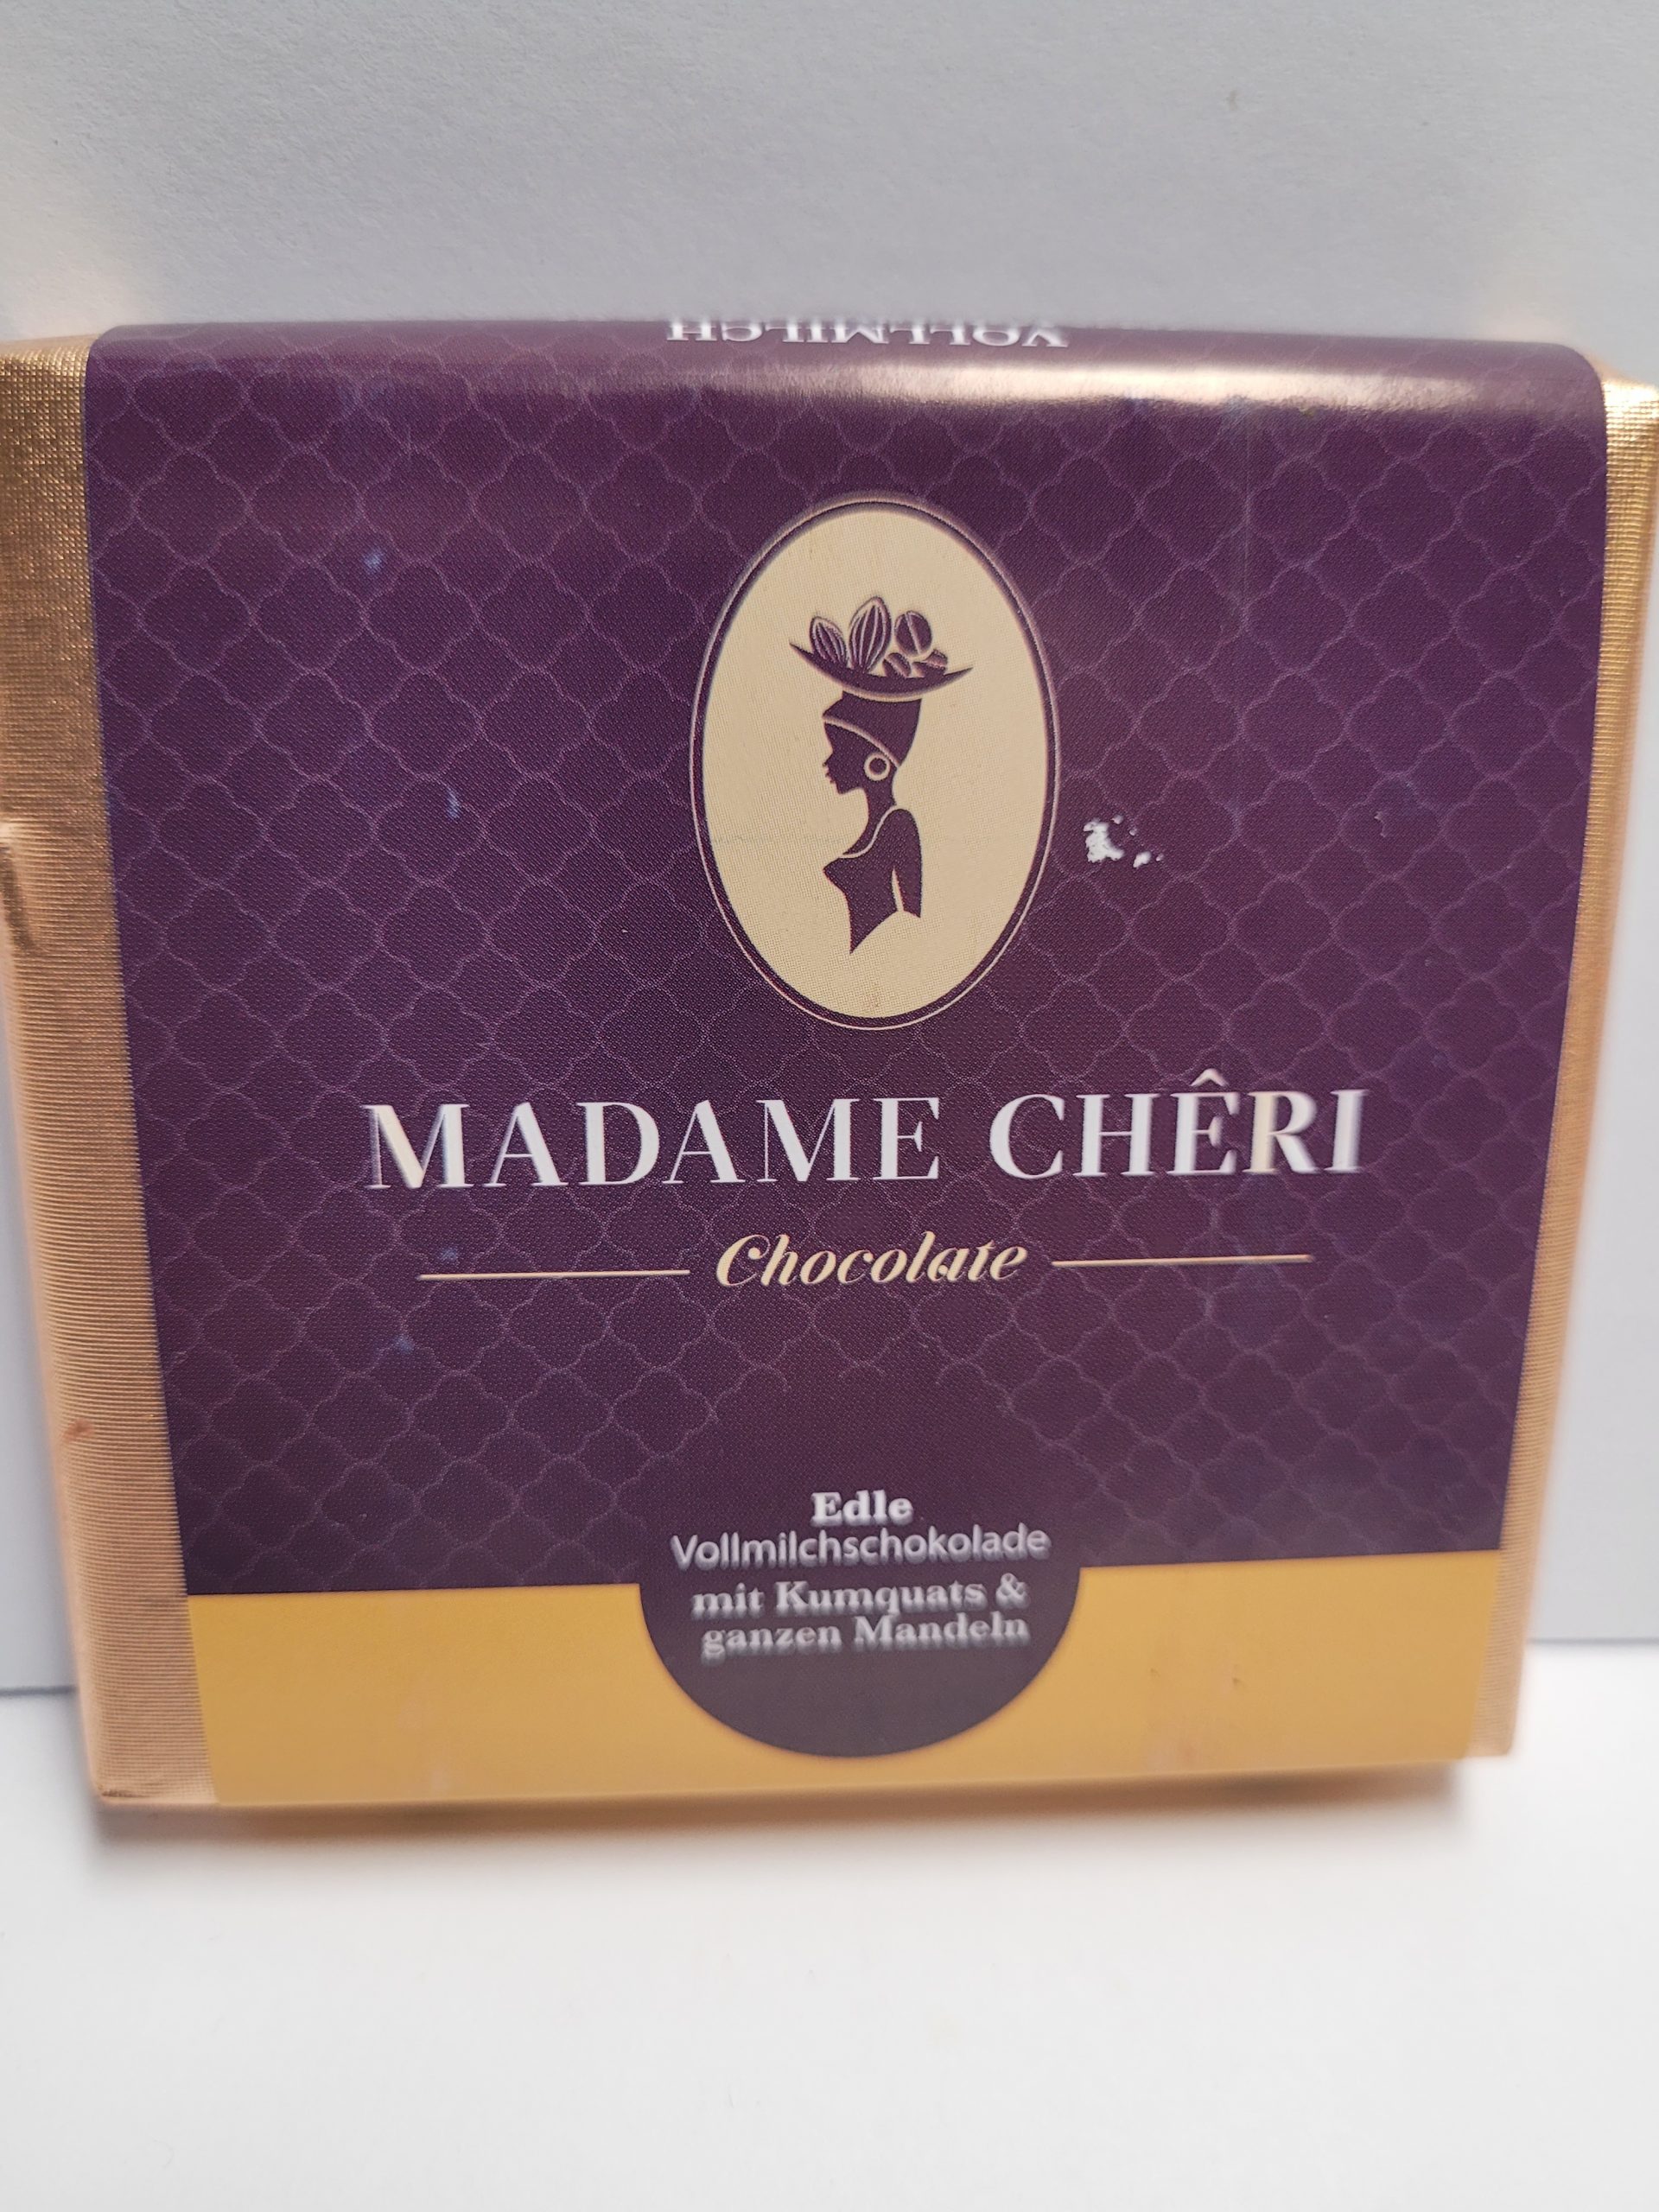 VOLLMILCH
MADAME CHÊRI
Chocolate
Edle
Vollmilchschokolade
mit Kumquats &
ganzen Mandeln